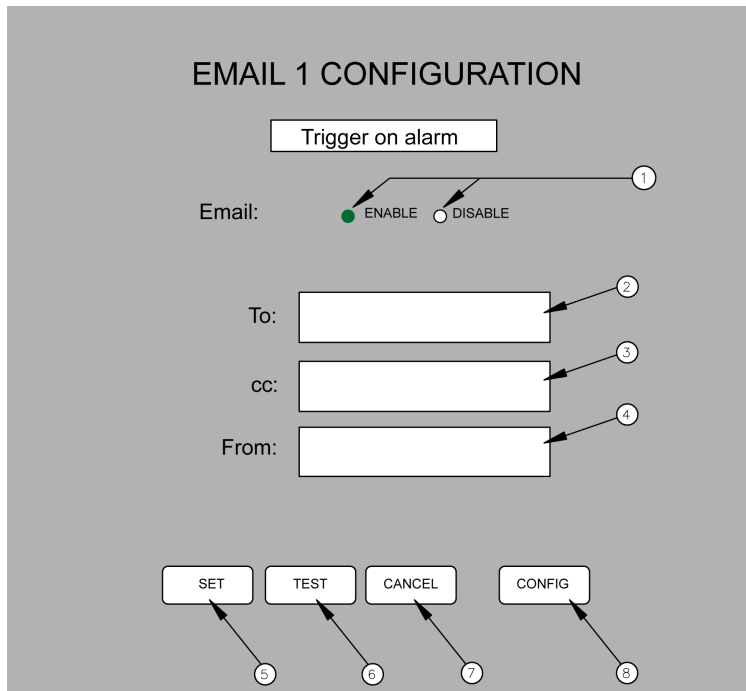 EMAIL 1 CONFIGURATION
Trigger on alarm
1
Email: ENABLE DISABLE
2
To:
3
cc:
4
From:
SET TEST CANCEL CONFIG
5 6 7 8